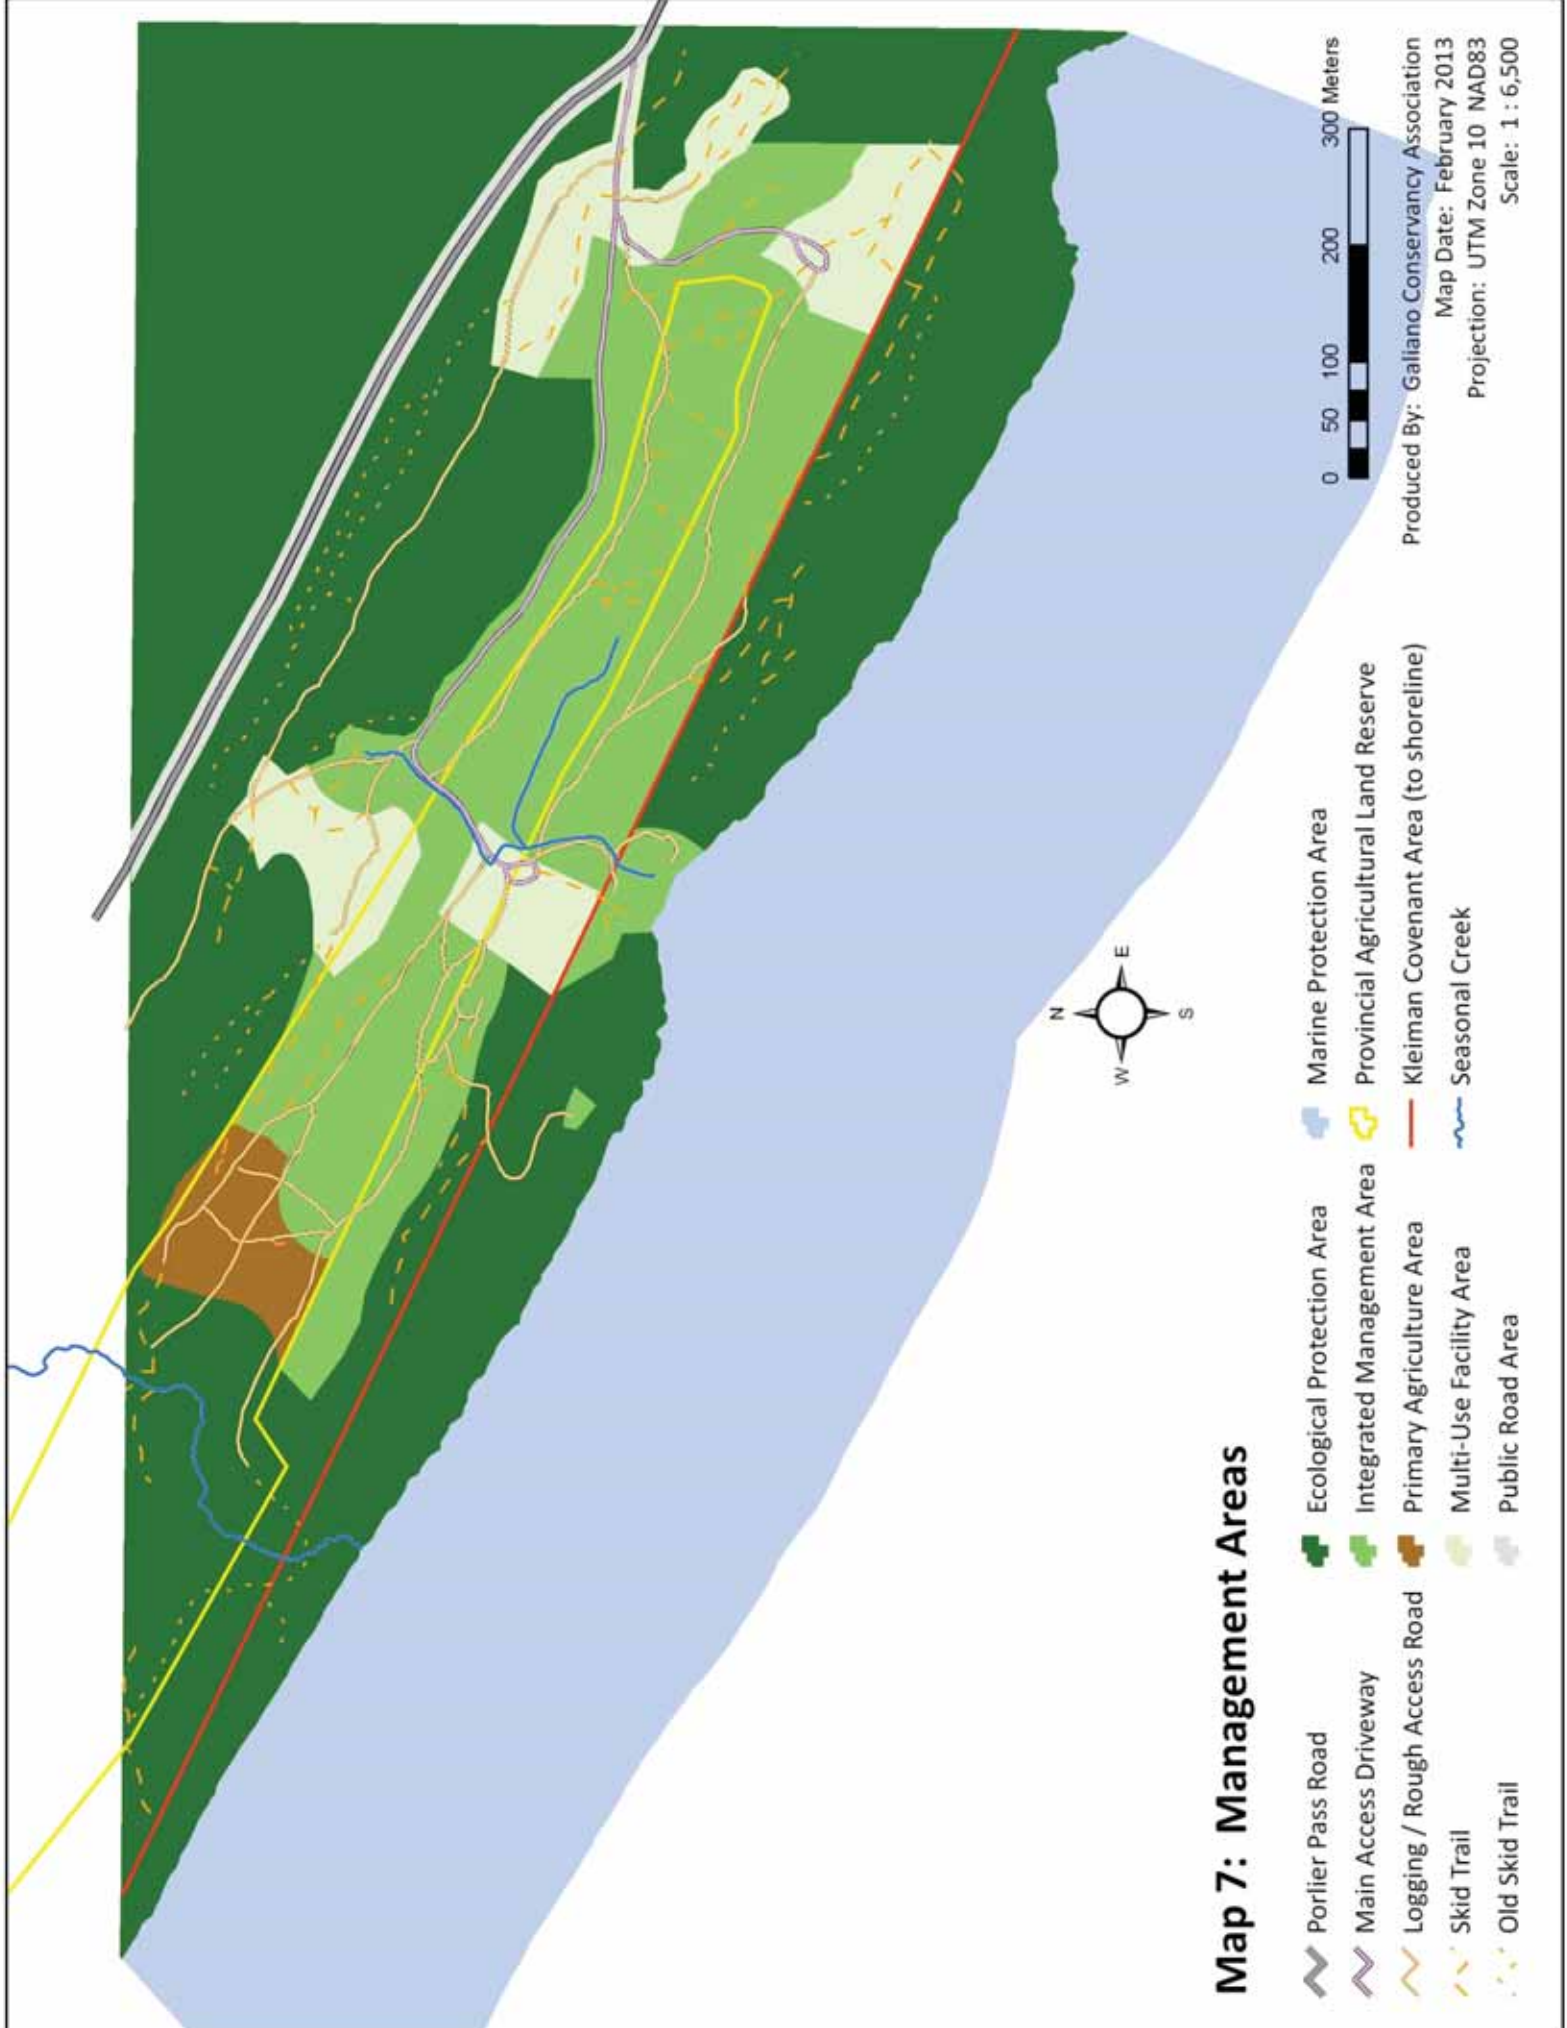 Map 7: Management Areas
Porlier Pass Road
Main Access Driveway
Logging / Rough Access Road
Skid Trail
Old Skid Trail
Ecological Protection Area
Integrated Management Area
Primary Agriculture Area
Multi-Use Facility Area
Public Road Area
Marine Protection Area
Provincial Agricultural Land Reserve
Kleiman Covenant Area (to shoreline)
Seasonal Creek
N
W E
S
0 50 100 200 300 Meters
Produced By: Galiano Conservancy Association
Map Date: February 2013
Projection: UTM Zone 10 NAD83
Scale: 1 : 6,500